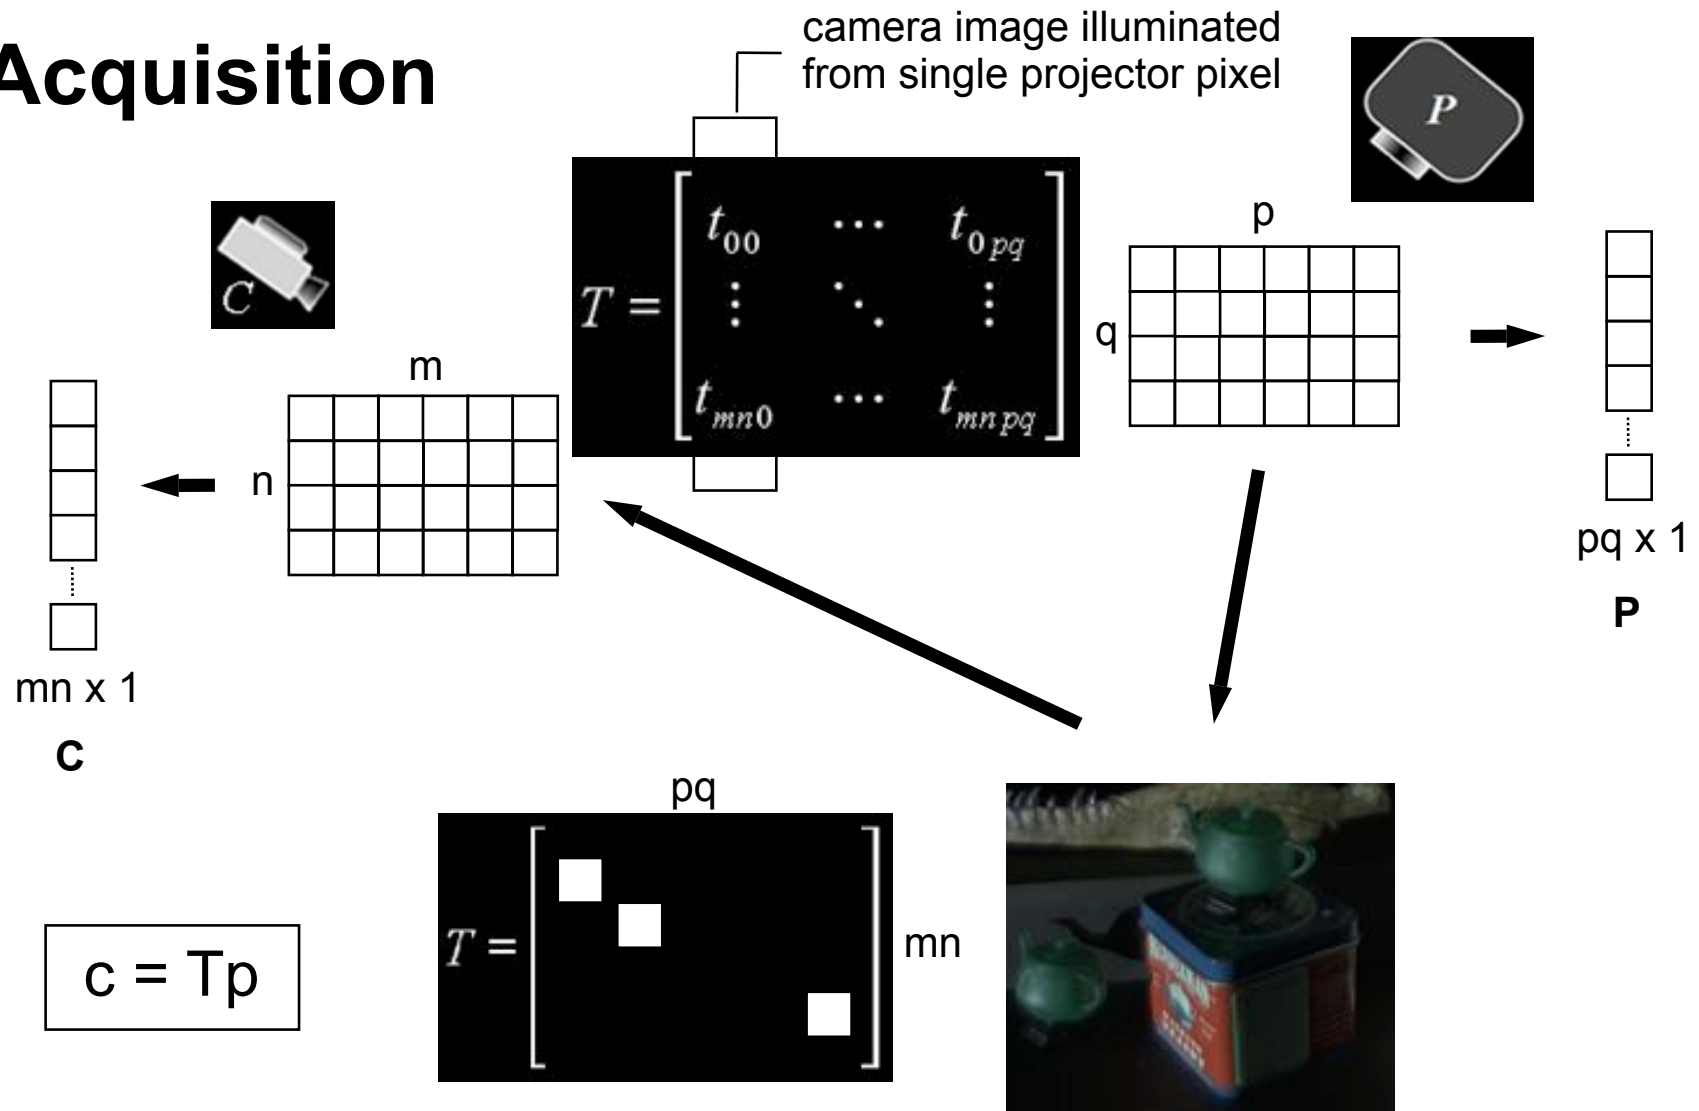 Acquisition
camera image illuminated
from single projector pixel
P
C
T = [ t00 ⋯ t0pq
⋮ ⋱ ⋮
tmn0 ⋯ tmnpq ]
p
q
m
n
pq x 1
P
mn x 1
C
pq
T =
mn
c = Tp